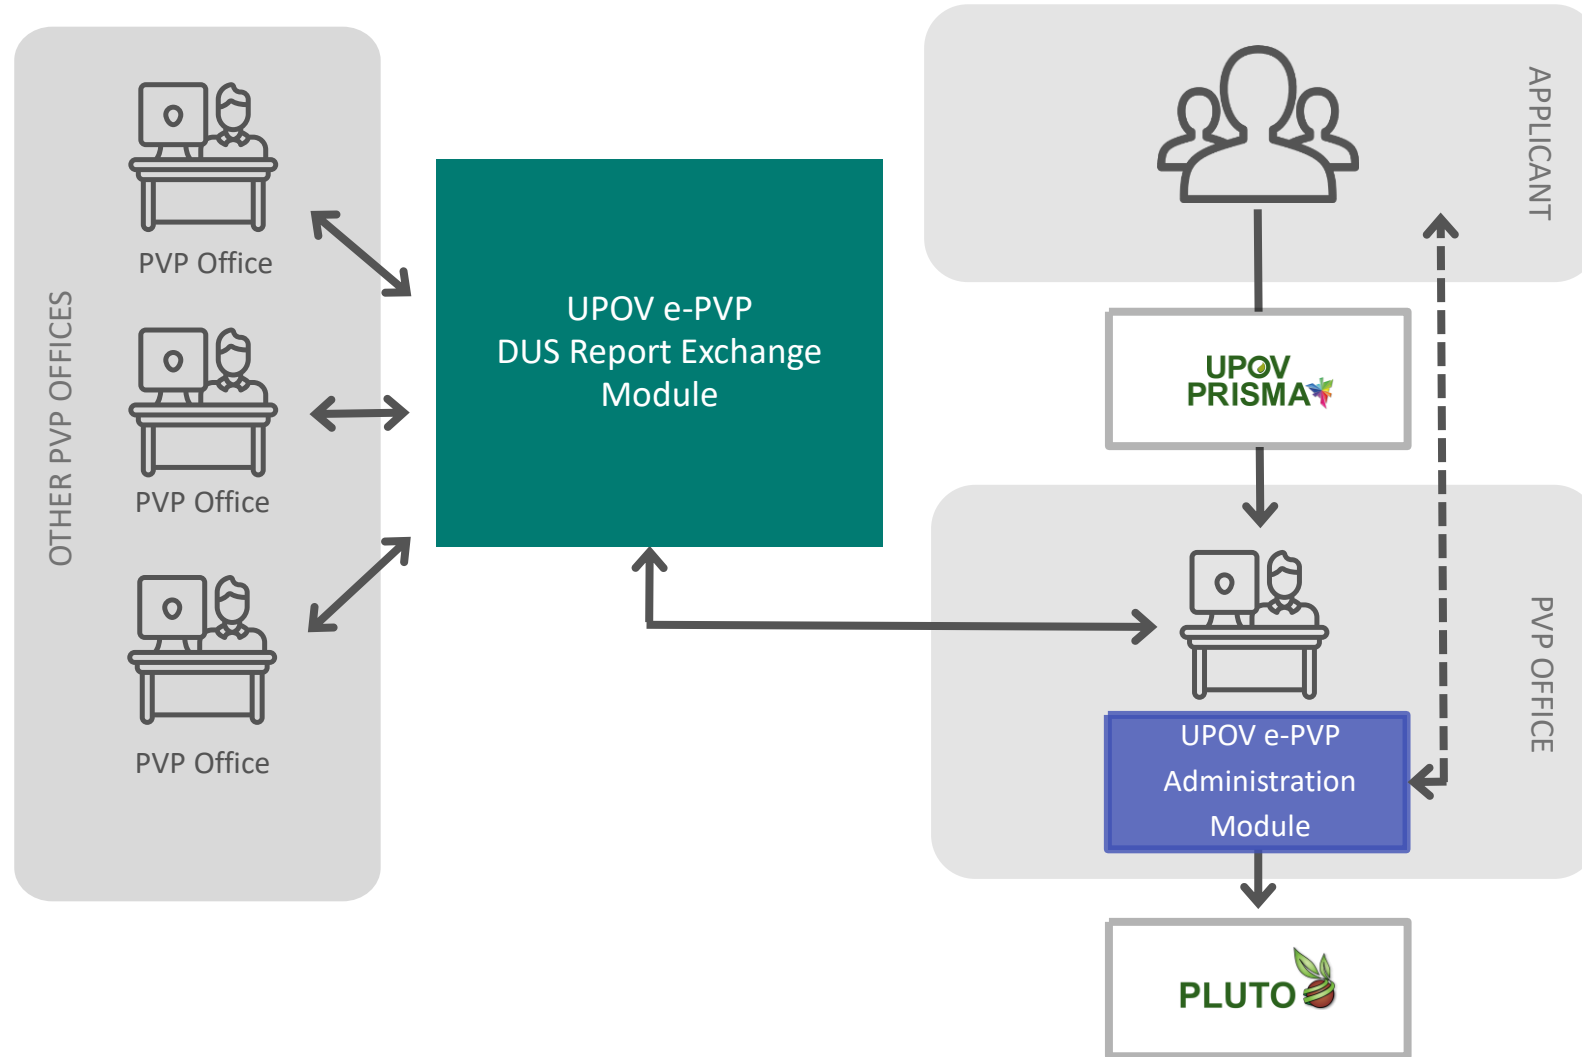 OTHER PVP OFFICES
PVP Office
PVP Office
PVP Office
UPOV e-PVP
DUS Report Exchange
Module
APPLICANT
UPOV
PRISMA
PVP OFFICE
UPOV e-PVP
Administration
Module
PLUTO